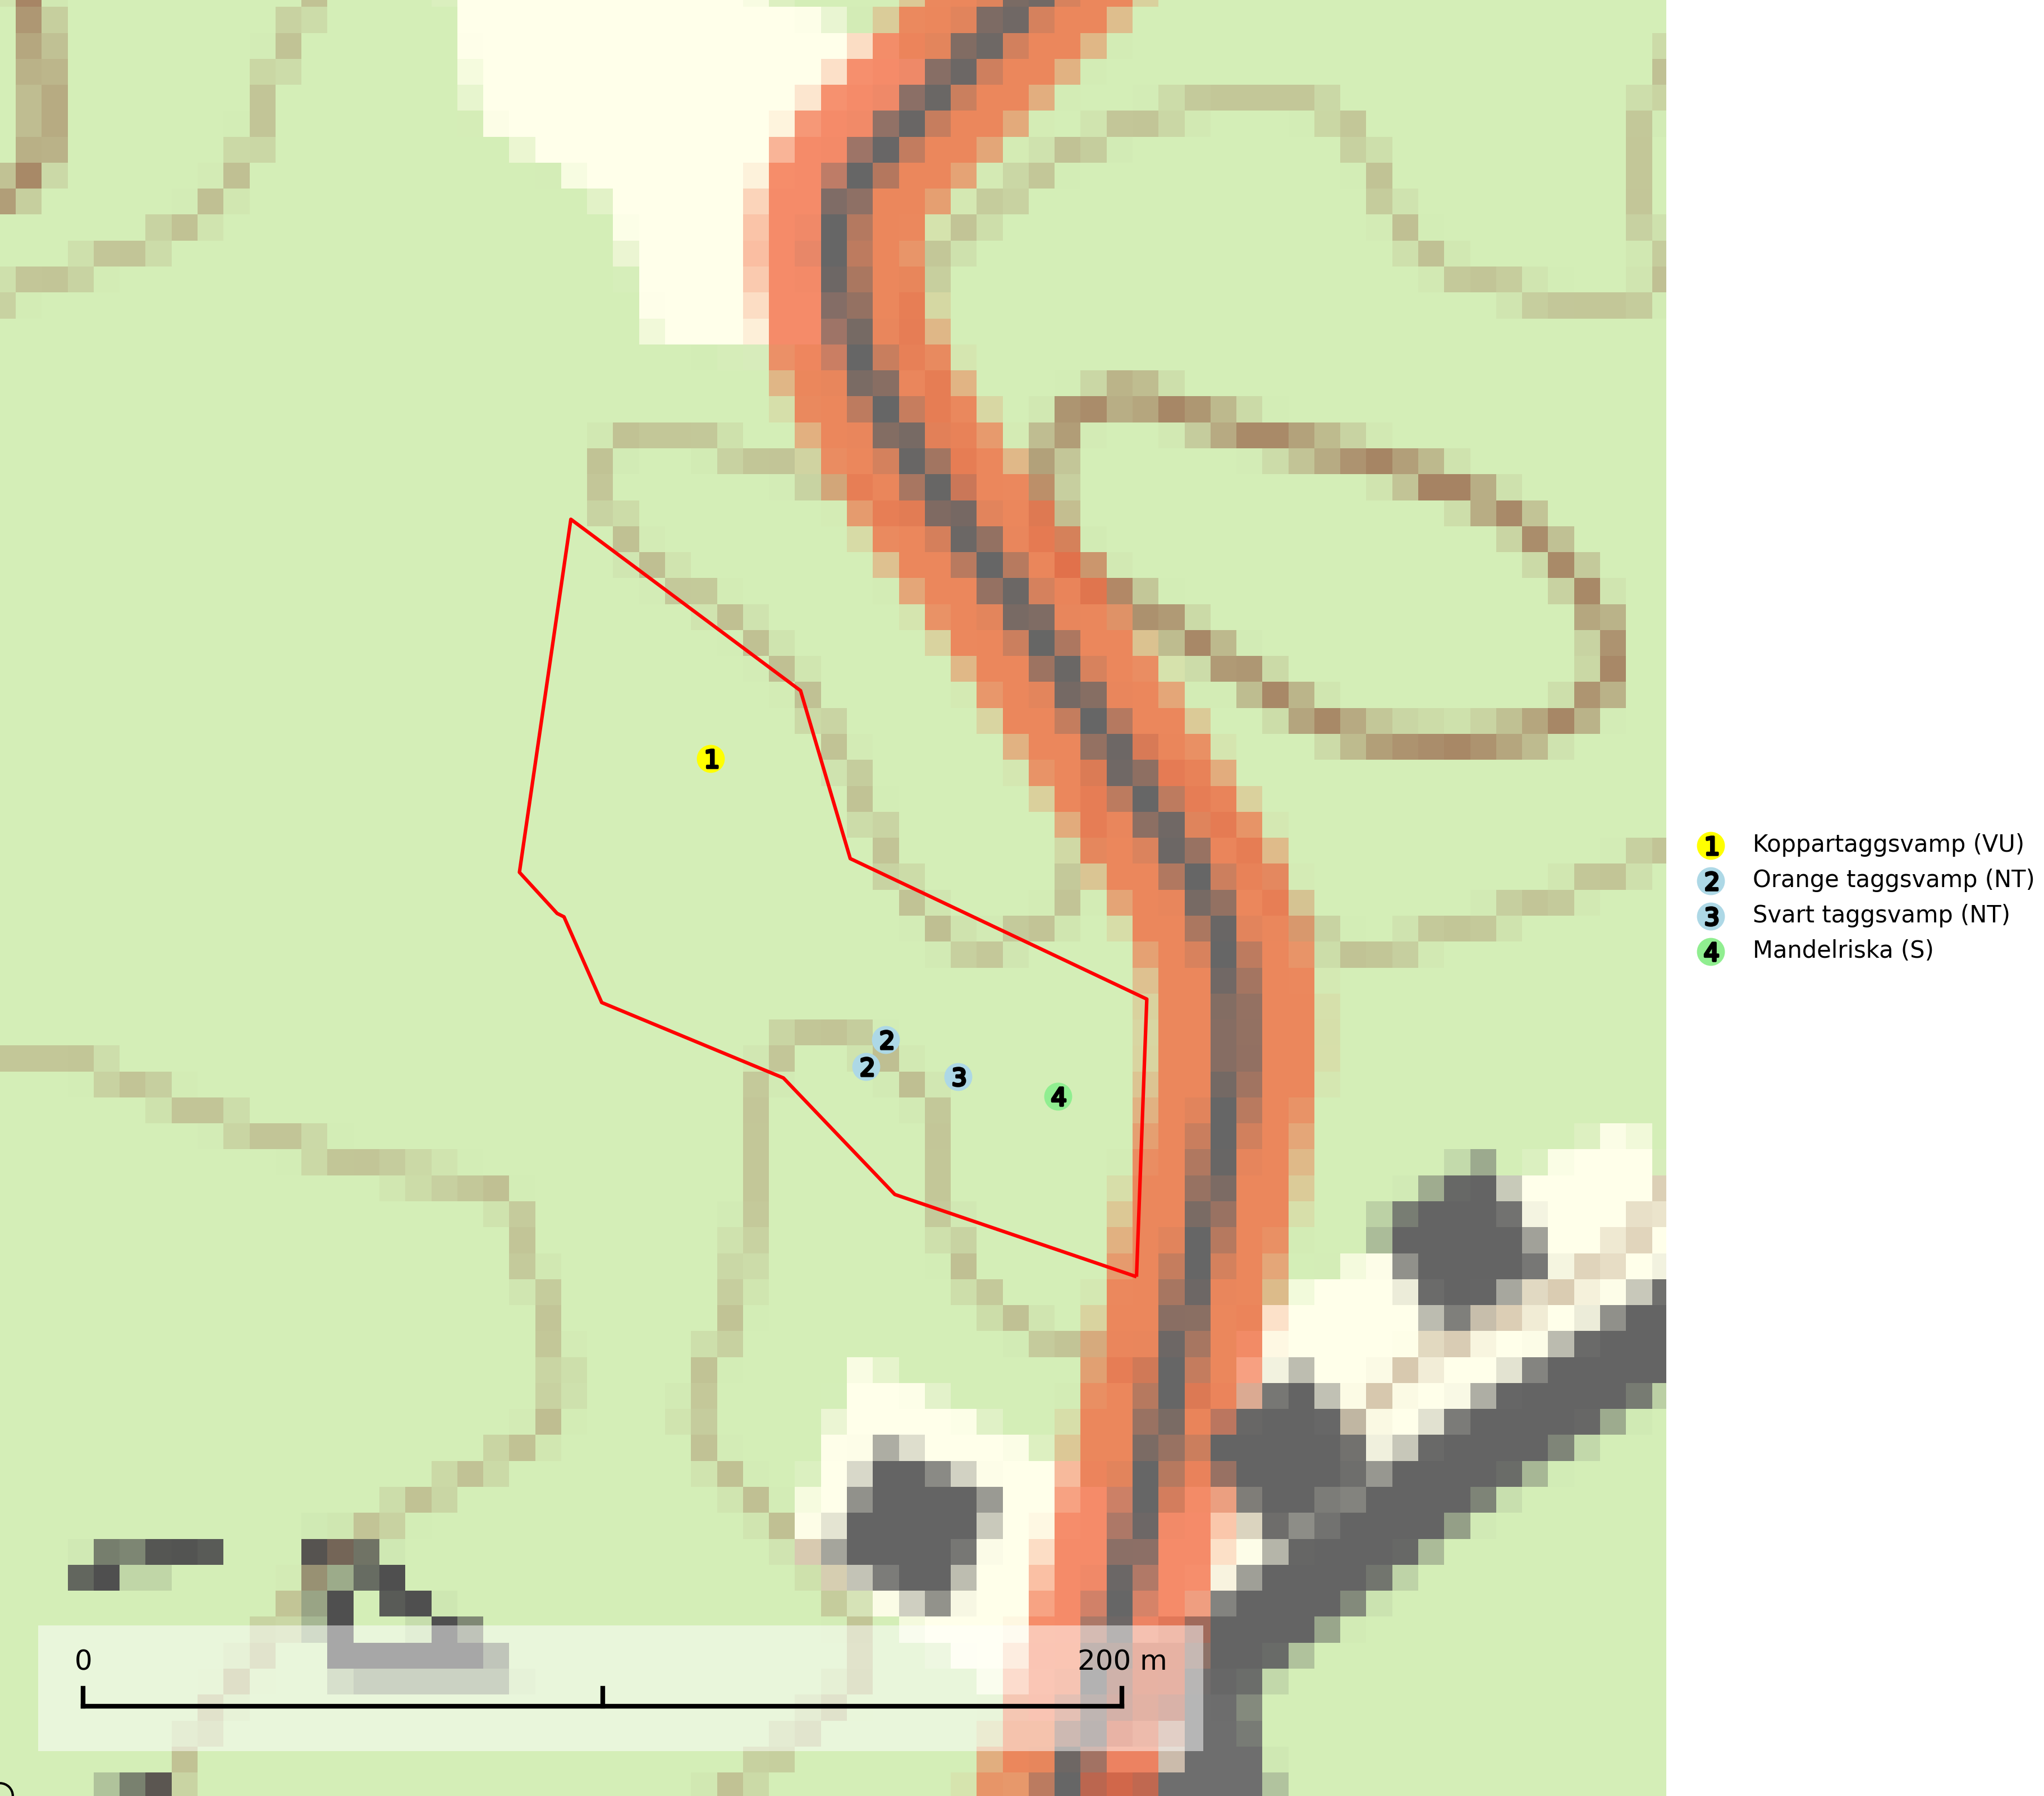 1
2
2
3
4
1 Koppartaggsvamp (VU)
2 Orange taggsvamp (NT)
3 Svart taggsvamp (NT)
4 Mandelriska (S)
0 200 m